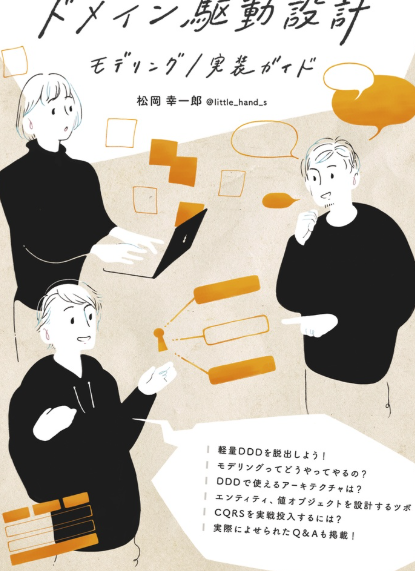 ドメイン駆動設計
モデリング/実装ガイド
松岡 幸一郎 @little_hand_s
軽量DDDを脱出しよう!
モデリングってどうやってやるの?
DDDで使えるアーキテクチャは?
エンティティ、値オブジェクトを設計するツボ
CQRSを実戦投入するには?
実際によせられたQ&Aも掲載!